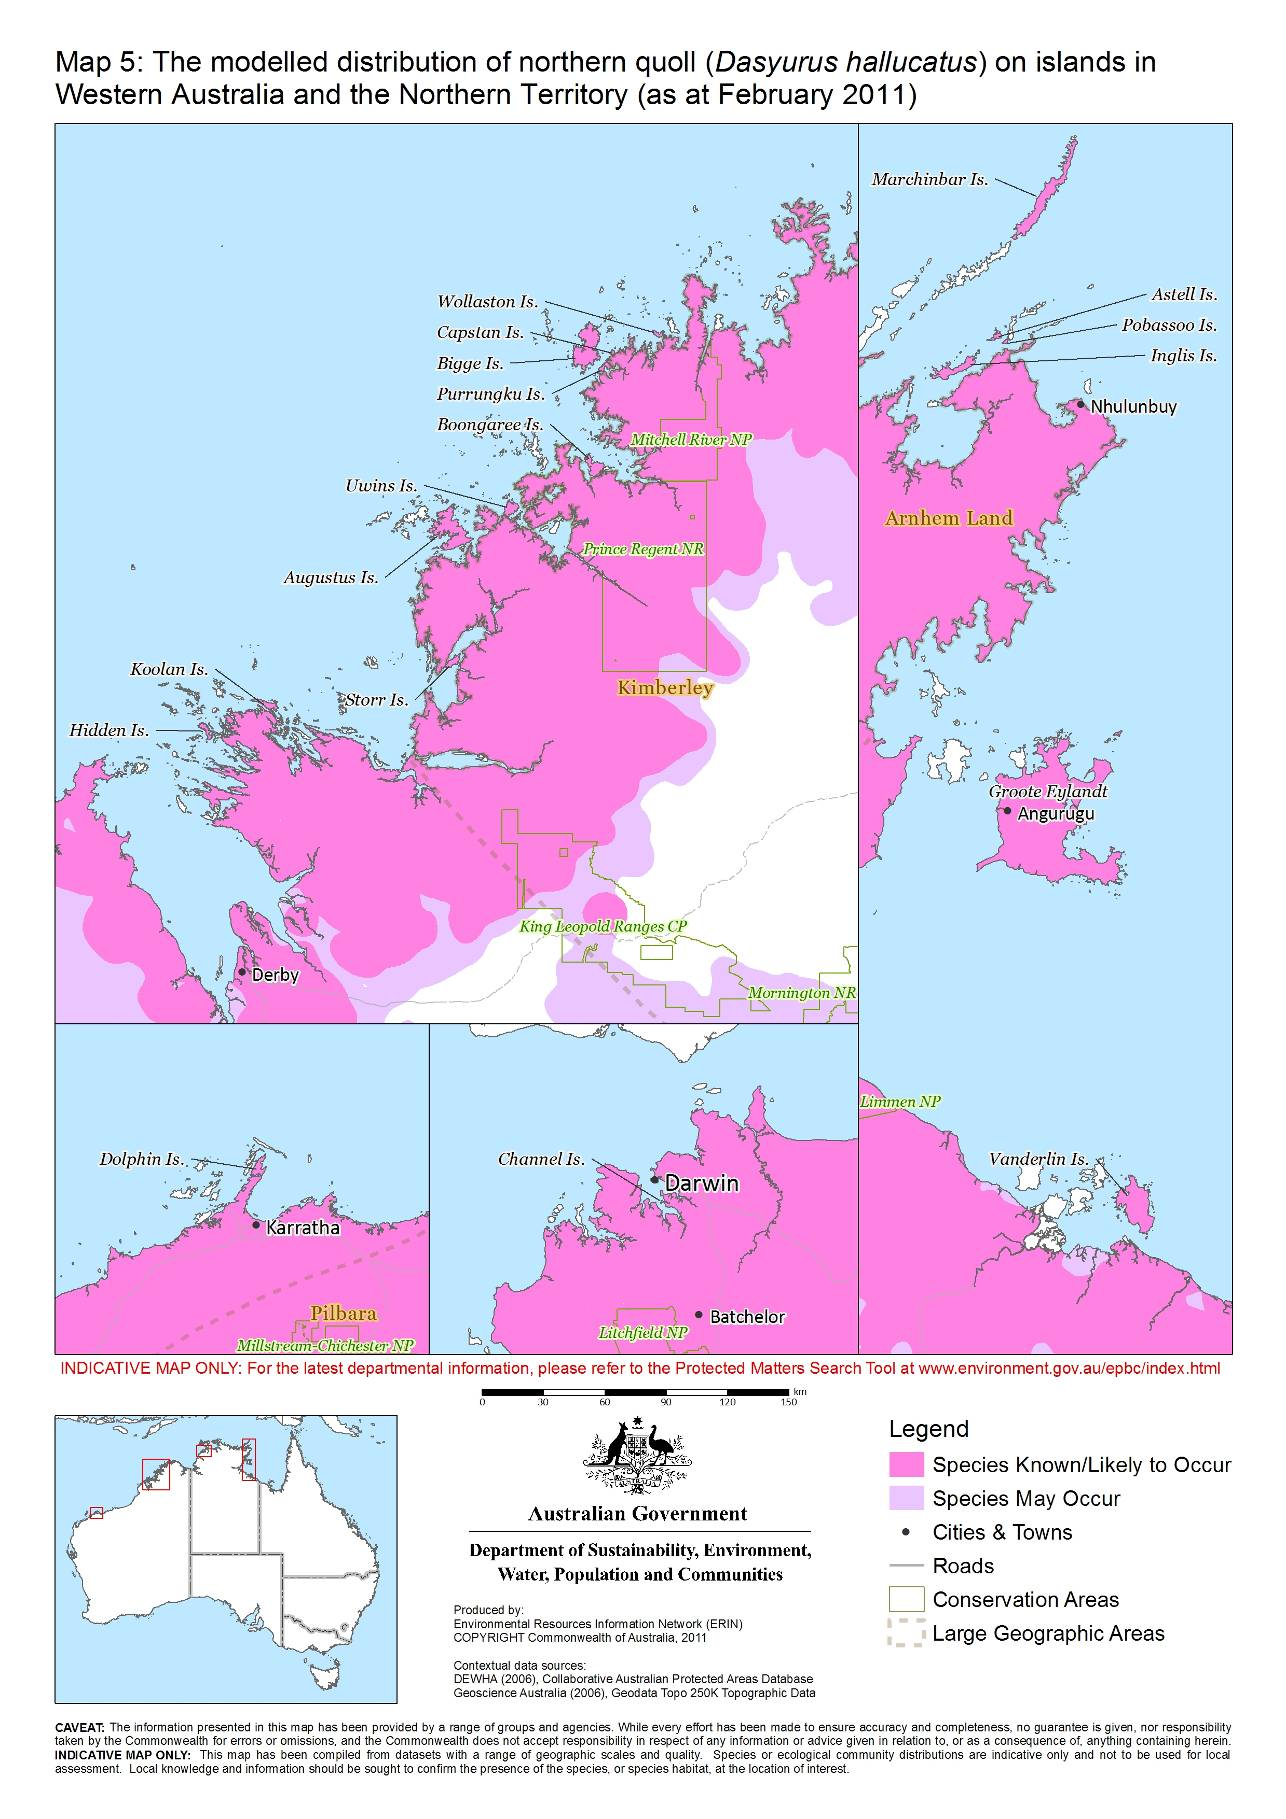 Map 5: The modelled distribution of northern quoll (Dasyurus hallucatus) on islands in
Western Australia and the Northern Territory (as at February 2011)
Marchinbar Is.
Astell Is.
Pobassoo Is.
Inglis Is.
Nhulunbuy
Arnhem Land
Groote Eylandt
Angurugu
Limmen NP
Vanderlin Is.
Wollaston Is.
Capstan Is.
Bigge Is.
Purrungku Is.
Boongaree Is.
Mitchell River NP
Uwins Is.
Prince Regent NR
Augustus Is.
Koolan Is.
Storr Is.
Kimberley
Hidden Is.
King Leopold Ranges CP
Derby
Mornington NR
Dolphin Is.
Karratha
Pilbara
Millstream-Chichester NP
Channel Is.
Darwin
Batchelor
Litchfield NP
INDICATIVE MAP ONLY: For the latest departmental information, please refer to the Protected Matters Search Tool at www.environment.gov.au/epbc/index.html
0 30 60 90 120 150 km
AUSTRALIA
Australian Government
Department of Sustainability, Environment,
Water, Population and Communities
Produced by:
Environmental Resources Information Network (ERIN)
COPYRIGHT Commonwealth of Australia, 2011
Contextual data sources:
DEWHA (2006), Collaborative Australian Protected Areas Database
Geoscience Australia (2006), Geodata Topo 250K Topographic Data
Legend
Species Known/Likely to Occur
Species May Occur
Cities & Towns
Roads
Conservation Areas
Large Geographic Areas
CAVEAT: The information presented in this map has been provided by a range of groups and agencies. While every effort has been made to ensure accuracy and completeness, no guarantee is given, nor responsibility
taken by the Commonwealth for errors or omissions, and the Commonwealth does not accept responsibility in respect of any information or advice given in relation to, or as a consequence of, anything containing herein.
INDICATIVE MAP ONLY: This map has been compiled from datasets with a range of geographic scales and quality. Species or ecological community distributions are indicative only and not to be used for local
assessment. Local knowledge and information should be sought to confirm the presence of the species, or species habitat, at the location of interest.